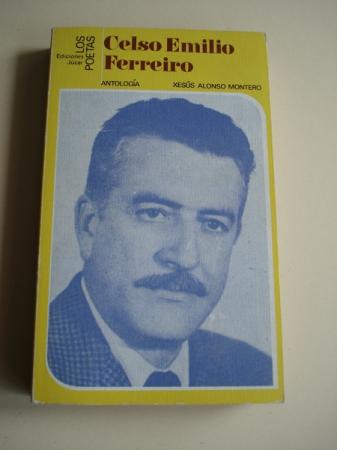 Ediciones
Júcar
LOS
POETAS
Celso Emilio
Ferreiro
ANTOLOGÍA XESÚS ALONSO MONTERO